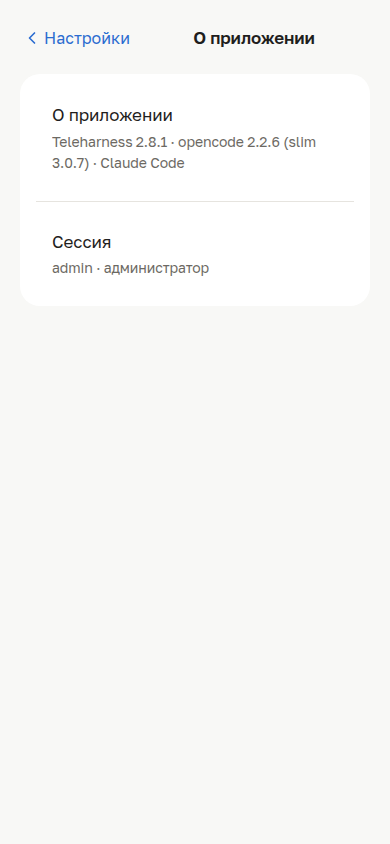 Настройки
О приложении
О приложении
Teleharness 2.8.1 · opencode 2.2.6 (slim
3.0.7) · Claude Code
Сессия
admin · администратор